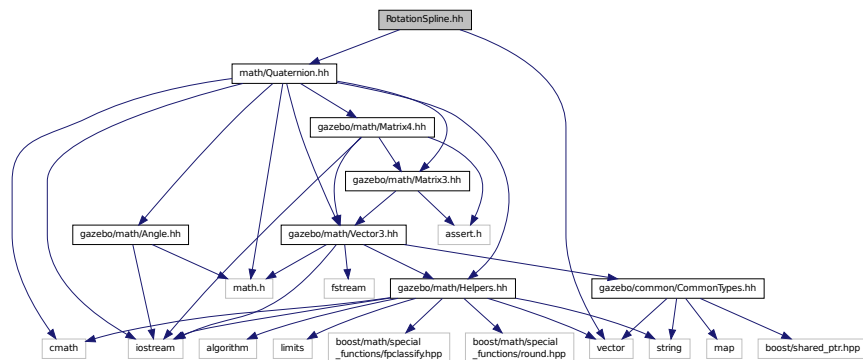 RotationSpline.hh
math/Quaternion.hh
gazebo/math/Matrix4.hh
gazebo/math/Matrix3.hh
gazebo/math/Angle.hh
gazebo/math/Vector3.hh
assert.h
math.h
fstream
gazebo/math/Helpers.hh
gazebo/common/CommonTypes.hh
cmath
iostream
algorithm
limits
boost/math/special
_functions/fpclassify.hpp
boost/math/special
_functions/round.hpp
vector
string
map
boost/shared_ptr.hpp